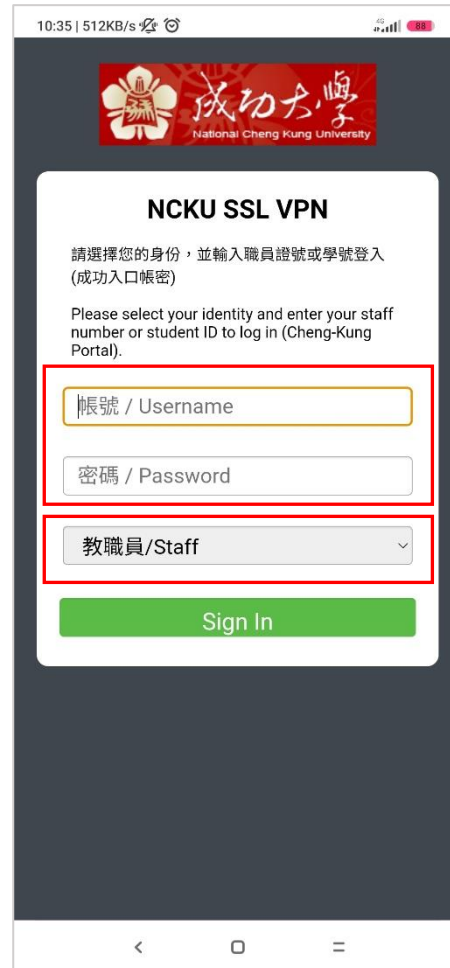 10:35 | 512KB/s
4G
88
成功大學
National Cheng Kung University
NCKU SSL VPN
請選擇您的身份，並輸入職員證號或學號登入
(成功入口帳密)
Please select your identity and enter your staff
number or student ID to log in (Cheng-Kung
Portal).
帳號 / Username
密碼 / Password
教職員/Staff
Sign In